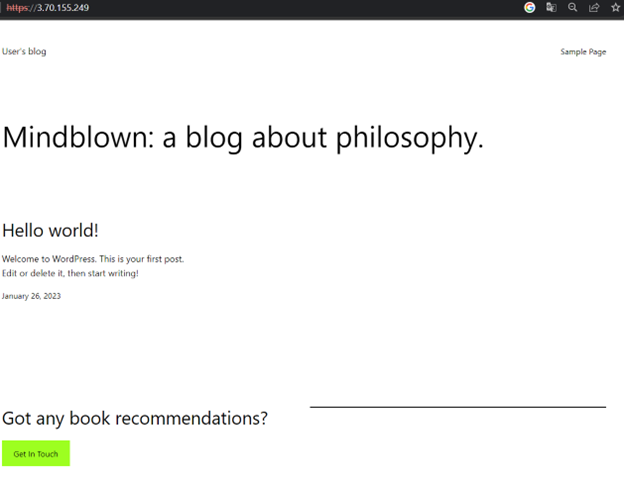 https://3.70.155.249
User's blog
Sample Page
Mindblown: a blog about philosophy.
Hello world!
Welcome to WordPress. This is your first post.
Edit or delete it, then start writing!
January 26, 2023
Got any book recommendations?
Get In Touch